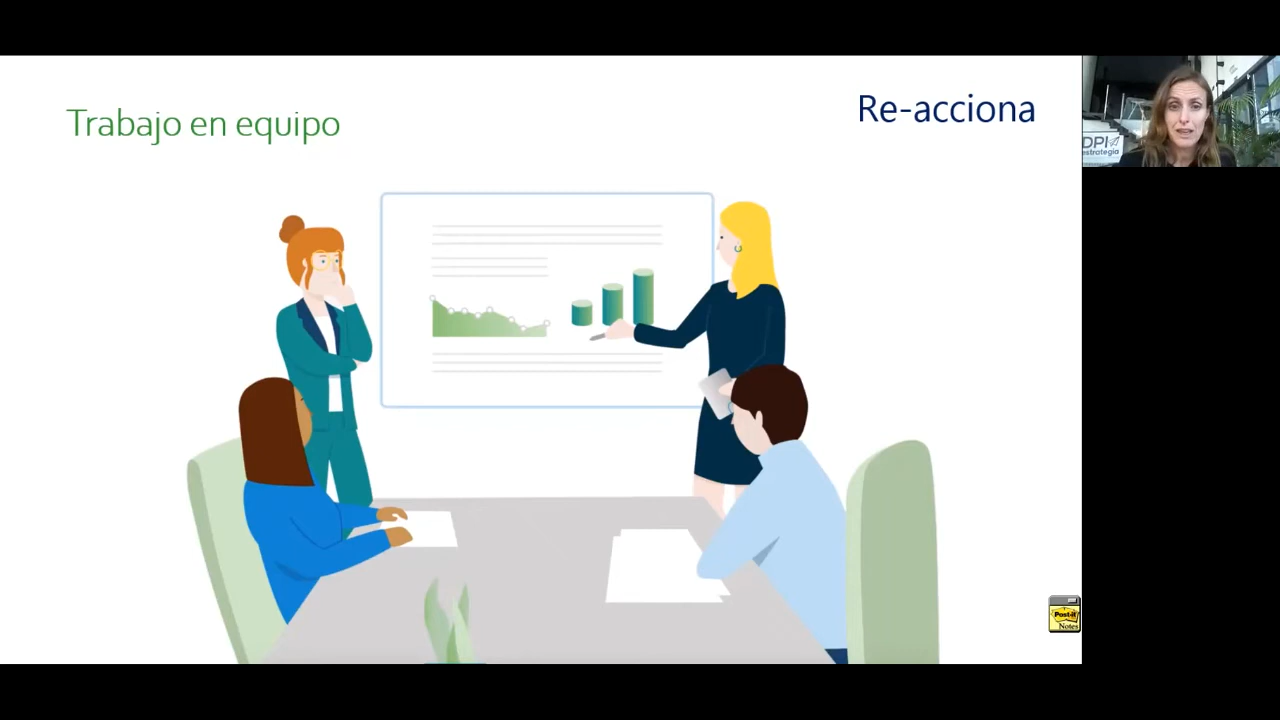 Trabajo en equipo
Re-acciona
DPI
estrategia
Post-it
Notes